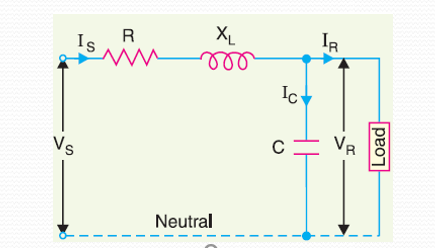 I_S R X_L I_R
I_C
V_S C V_R Load
Neutral